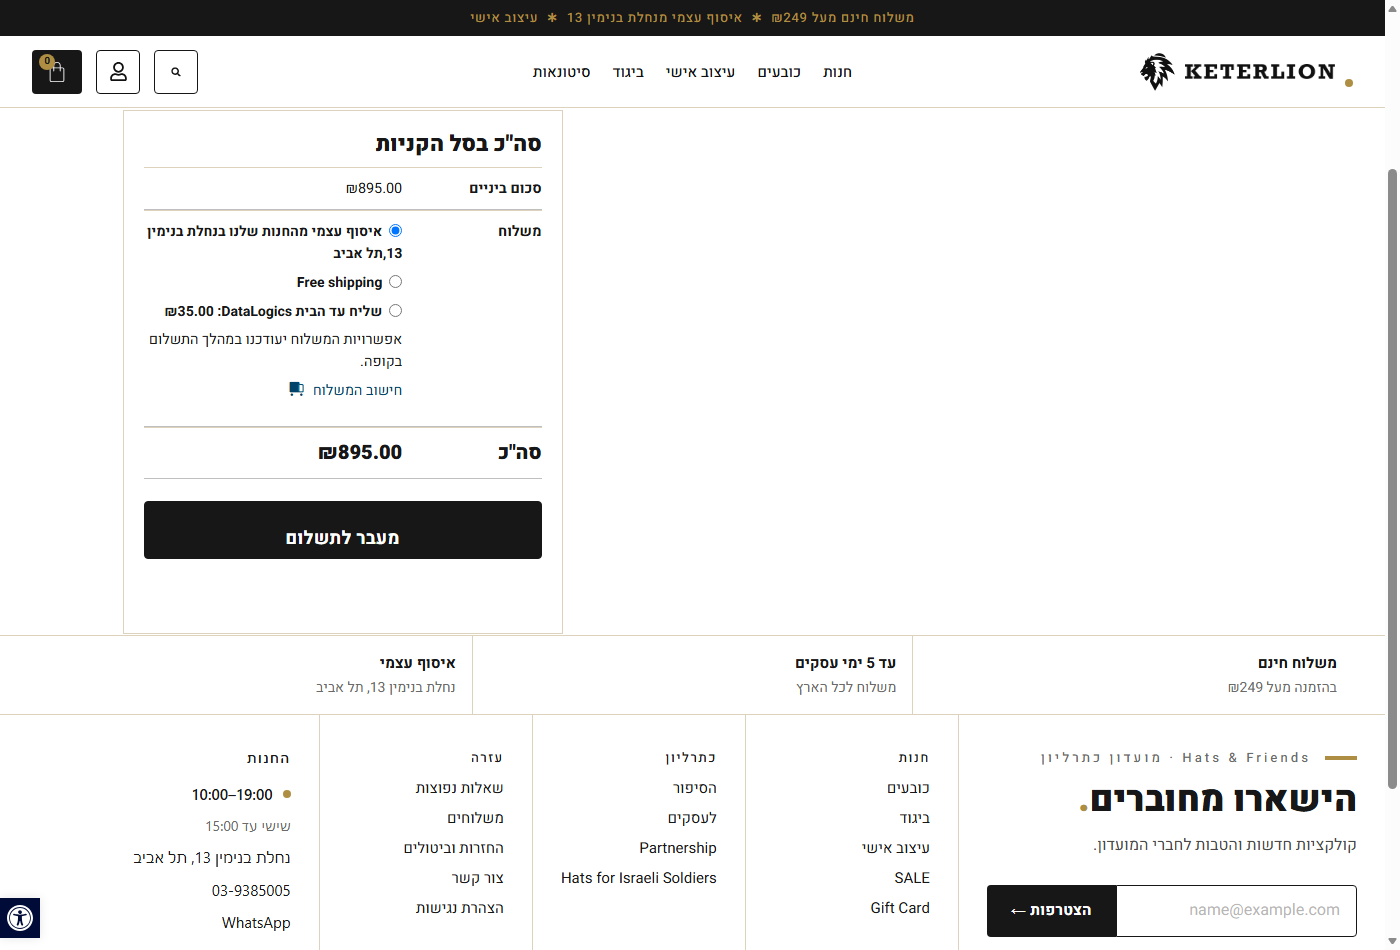 משלוח חינם מעל 249₪ ∗ איסוף עצמי מנחלת בנימין 13 ∗ עיצוב אישי
KETERLION
חנות
כובעים
עיצוב אישי
ביגוד
סיטונאות
0
סה"כ בסל הקניות
סכום ביניים
895.00₪
משלוח
איסוף עצמי מהחנות שלנו בנחלת בנימין
13,תל אביב
Free shipping
שליח עד הבית DataLogics: 35.00₪
אפשרויות המשלוח יעודכנו במהלך התשלום
בקופה.
חישוב המשלוח
סה"כ
895.00₪
מעבר לתשלום
משלוח חינם
בהזמנה מעל 249₪
עד 5 ימי עסקים
משלוח לכל הארץ
איסוף עצמי
נחלת בנימין 13, תל אביב
Hats & Friends · מועדון כתרליון
הישארו מחוברים.
קולקציות חדשות והטבות לחברי המועדון.
name@example.com
הצטרפות ←
חנות
כובעים
ביגוד
עיצוב אישי
SALE
Gift Card
כתרליון
הסיפור
לעסקים
Partnership
Hats for Israeli Soldiers
עזרה
שאלות נפוצות
משלוחים
החזרות וביטולים
צור קשר
הצהרת נגישות
החנות
10:00–19:00
שישי עד 15:00
נחלת בנימין 13, תל אביב
03-9385005
WhatsApp